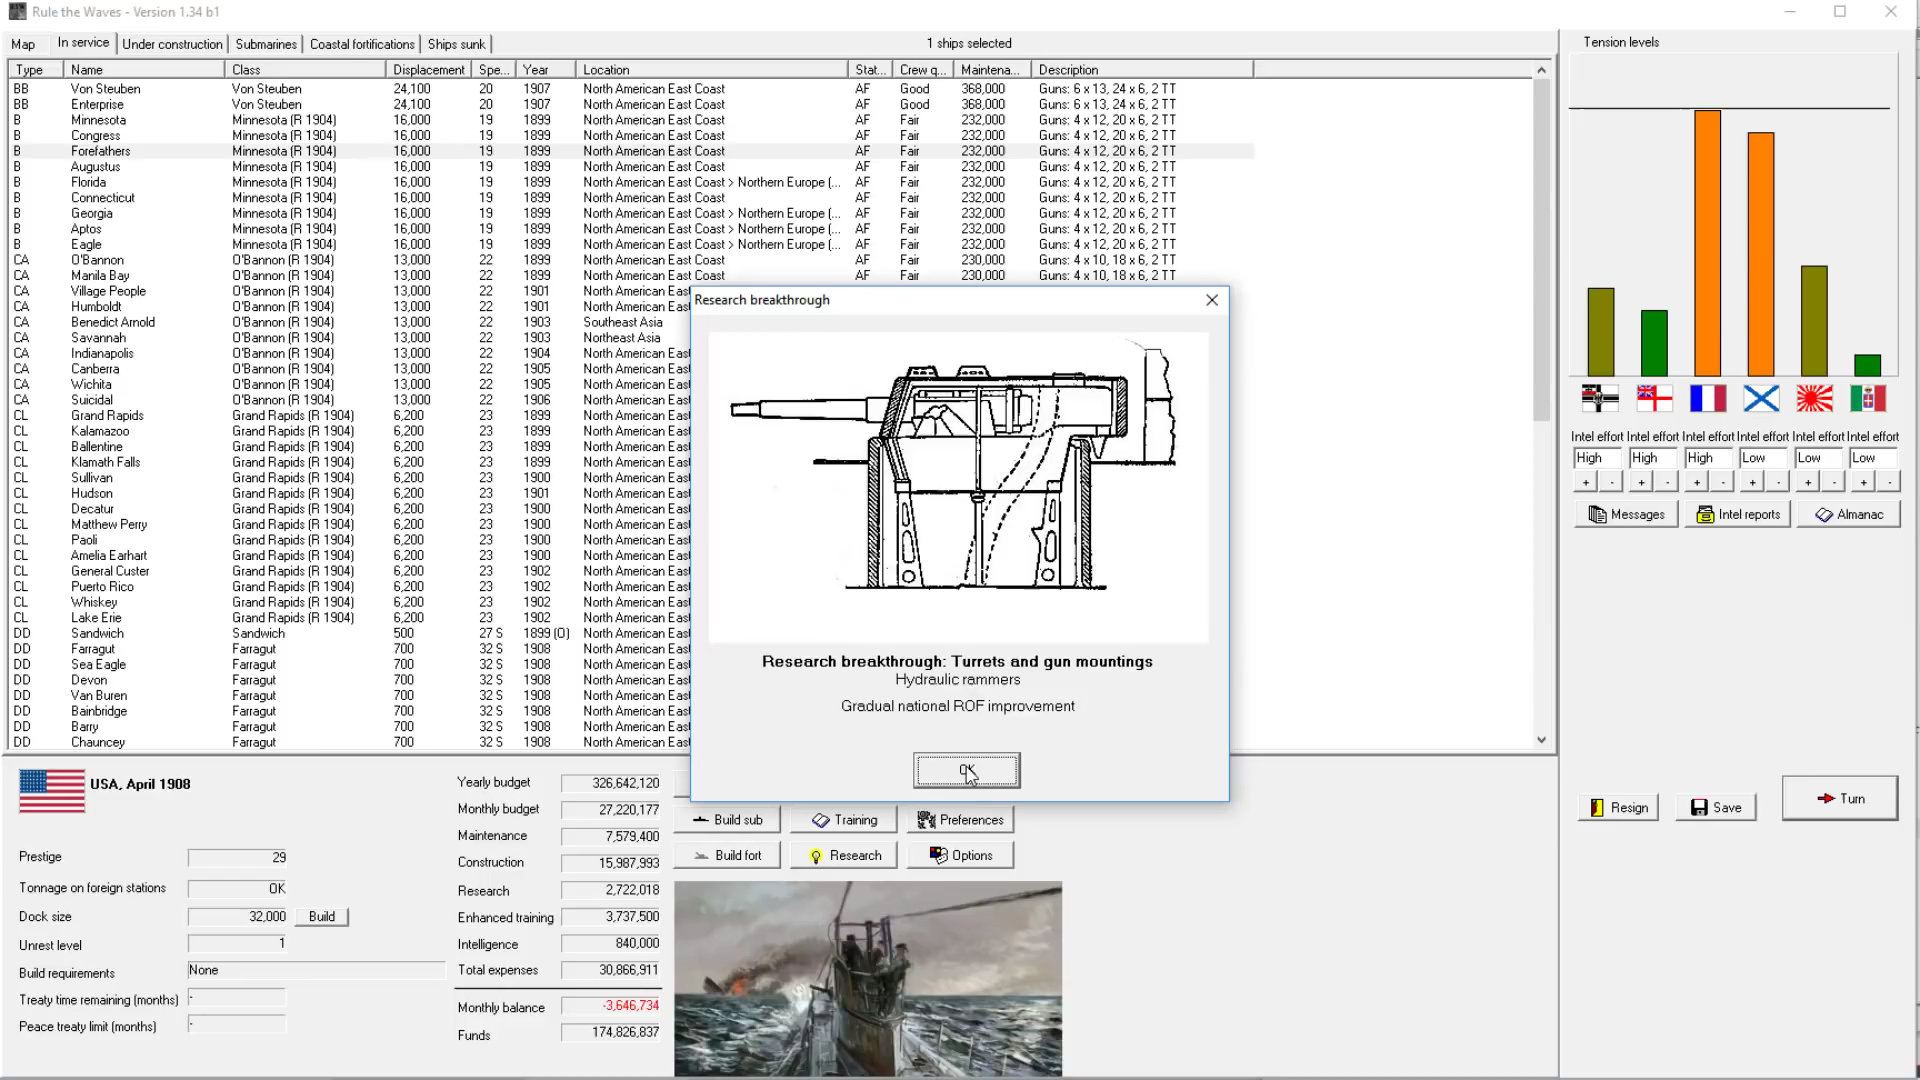 Rule the Waves - Version 1.34 b1
Map In service Under construction Submarines Coastal fortifications Ships sunk 1 ships selected
Type Name Class Displacement Spe... Year Location Stat... Crew q... Maintena... Description
BB Von Steuben Von Steuben 24,100 20 1907 North American East Coast AF Good 368,000 Guns: 6 x 13, 24 x 6, 2 TT
BB Enterprise Von Steuben 24,100 20 1907 North American East Coast AF Good 368,000 Guns: 6 x 13, 24 x 6, 2 TT
B Minnesota Minnesota (R 1904) 16,000 19 1899 North American East Coast AF Fair 232,000 Guns: 4 x 12, 20 x 6, 2 TT
B Congress Minnesota (R 1904) 16,000 19 1899 North American East Coast AF Fair 232,000 Guns: 4 x 12, 20 x 6, 2 TT
B Forefathers Minnesota (R 1904) 16,000 19 1899 North American East Coast AF Fair 232,000 Guns: 4 x 12, 20 x 6, 2 TT
B Augustus Minnesota (R 1904) 16,000 19 1899 North American East Coast AF Fair 232,000 Guns: 4 x 12, 20 x 6, 2 TT
B Florida Minnesota (R 1904) 16,000 19 1899 North American East Coast > Northern Europe (... AF Fair 232,000 Guns: 4 x 12, 20 x 6, 2 TT
B Connecticut Minnesota (R 1904) 16,000 19 1899 North American East Coast AF Fair 232,000 Guns: 4 x 12, 20 x 6, 2 TT
B Georgia Minnesota (R 1904) 16,000 19 1899 North American East Coast > Northern Europe (... AF Fair 232,000 Guns: 4 x 12, 20 x 6, 2 TT
B Aptos Minnesota (R 1904) 16,000 19 1899 North American East Coast > Northern Europe (... AF Fair 232,000 Guns: 4 x 12, 20 x 6, 2 TT
B Eagle Minnesota (R 1904) 16,000 19 1899 North American East Coast > Northern Europe (... AF Fair 232,000 Guns: 4 x 12, 20 x 6, 2 TT
CA O'Bannon O'Bannon (R 1904) 13,000 22 1899 North American East Coast AF Fair 230,000 Guns: 4 x 10, 18 x 6, 2 TT
CA Manila Bay O'Bannon (R 1904) 13,000 22 1899 North American East Coast AF Fair 230,000 Guns: 4 x 10, 18 x 6, 2 TT
CA Village People O'Bannon (R 1904) 13,000 22 1901 North American East
CA Humboldt O'Bannon (R 1904) 13,000 22 1901 North American East
CA Benedict Arnold O'Bannon (R 1904) 13,000 22 1903 Southeast Asia
CA Savannah O'Bannon (R 1904) 13,000 22 1903 Northeast Asia
CA Indianapolis O'Bannon (R 1904) 13,000 22 1904 North American East
CA Canberra O'Bannon (R 1904) 13,000 22 1905 North American East
CA Wichita O'Bannon (R 1904) 13,000 22 1905 North American East
CA Suicidal O'Bannon (R 1904) 13,000 22 1906 North American East
CL Grand Rapids Grand Rapids (R 1904) 6,200 23 1899 North American East
CL Kalamazoo Grand Rapids (R 1904) 6,200 23 1899 North American East
CL Ballentine Grand Rapids (R 1904) 6,200 23 1899 North American East
CL Klamath Falls Grand Rapids (R 1904) 6,200 23 1899 North American East
CL Sullivan Grand Rapids (R 1904) 6,200 23 1900 North American East
CL Hudson Grand Rapids (R 1904) 6,200 23 1901 North American East
CL Decatur Grand Rapids (R 1904) 6,200 23 1900 North American East
CL Matthew Perry Grand Rapids (R 1904) 6,200 23 1900 North American East
CL Paoli Grand Rapids (R 1904) 6,200 23 1900 North American East
CL Amelia Earhart Grand Rapids (R 1904) 6,200 23 1900 North American East
CL General Custer Grand Rapids (R 1904) 6,200 23 1902 North American East
CL Puerto Rico Grand Rapids (R 1904) 6,200 23 1902 North American East
CL Whiskey Grand Rapids (R 1904) 6,200 23 1902 North American East
CL Lake Erie Grand Rapids (R 1904) 6,200 23 1902 North American East
DD Sandwich Sandwich 500 27 S 1899 (O) North American East
DD Farragut Farragut 700 32 S 1908 North American East
DD Sea Eagle Farragut 700 32 S 1908 North American East
DD Devon Farragut 700 32 S 1908 North American East
DD Van Buren Farragut 700 32 S 1908 North American East
DD Bainbridge Farragut 700 32 S 1908 North American East
DD Barry Farragut 700 32 S 1908 North American East
DD Chauncey Farragut 700 32 S 1908 North American East
Research breakthrough
Research breakthrough: Turrets and gun mountings
Hydraulic rammers
Gradual national ROF improvement
OK
Tension levels
Intel effort Intel effort Intel effort Intel effort Intel effort Intel effort
High High High Low Low Low
+ - + - + - + - + - + -
Messages Intel reports Almanac
Resign Save Turn
USA, April 1908
Prestige 29
Tonnage on foreign stations OK
Dock size 32,000 Build
Unrest level 1
Build requirements None
Treaty time remaining (months) -
Peace treaty limit (months) -
Yearly budget 326,642,120
Monthly budget 27,220,177
Maintenance 7,579,400
Construction 15,987,993
Research 2,722,018
Enhanced training 3,737,500
Intelligence 840,000
Total expenses 30,866,911
Monthly balance -3,646,734
Funds 174,826,837
Build sub Training Preferences
Build fort Research Options